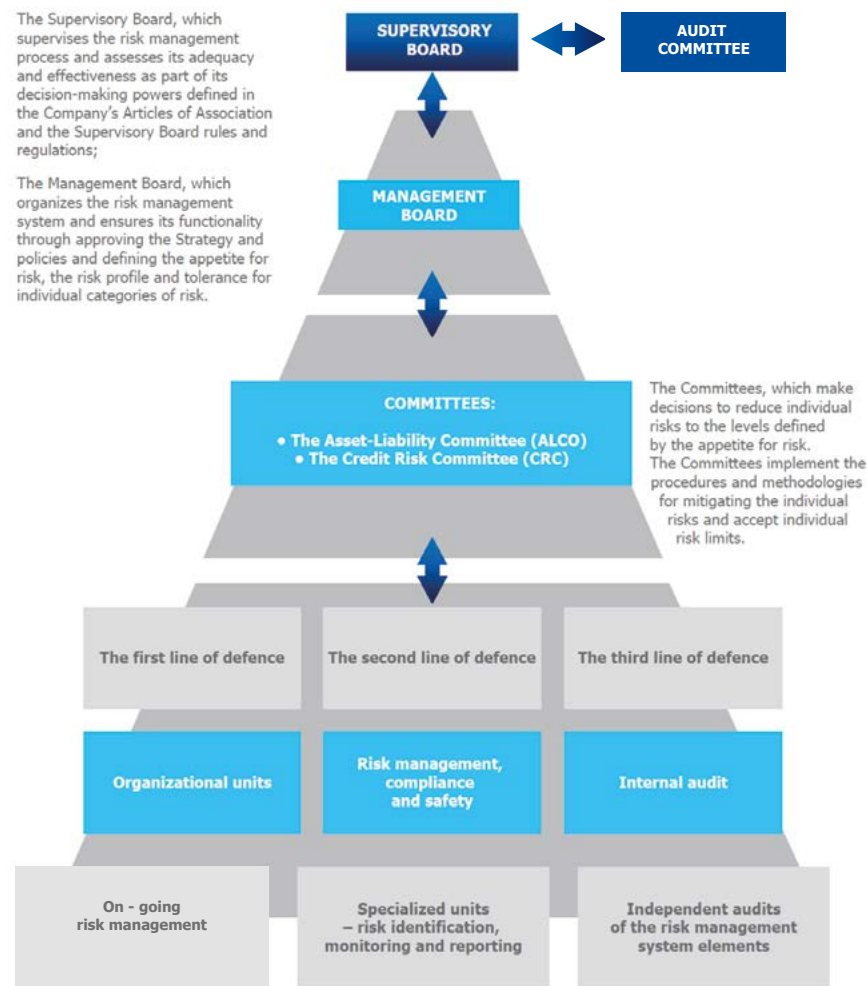 The Supervisory Board, which
supervises the risk management
process and assesses its adequacy
and effectiveness as part of its
decision-making powers defined in
the Company's Articles of Association
and the Supervisory Board rules and
regulations;
The Management Board, which
organizes the risk management
system and ensures its functionality
through approving the Strategy and
policies and defining the appetite for
risk, the risk profile and tolerance for
individual categories of risk.
SUPERVISORY
BOARD
AUDIT
COMMITTEE
MANAGEMENT
BOARD
COMMITTEES:
• The Asset-Liability Committee (ALCO)
• The Credit Risk Committee (CRC)
The Committees, which make
decisions to reduce individual
risks to the levels defined
by the appetite for risk.
The Committees implement the
procedures and methodologies
for mitigating the individual
risks and accept individual
risk limits.
The first line of defence
The second line of defence
The third line of defence
Organizational units
Risk management,
compliance
and safety
Internal audit
On - going
risk management
Specialized units
– risk identification,
monitoring and reporting
Independent audits
of the risk management
system elements